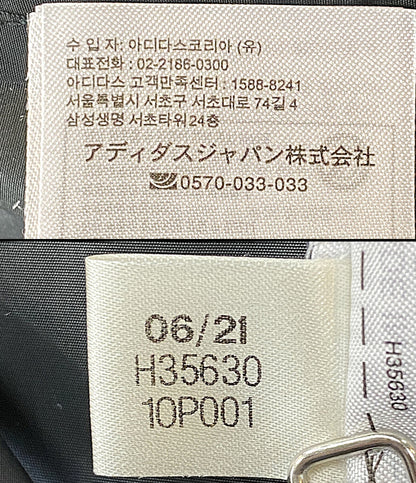 수 입 자: 아디다스코리아 (유)
대표전화 : 02-2186-0300
아디다스 고객만족센터 : 1588-8241
서울특별시 서초구 서초대로 74길 4
삼성생명 서초타워 24층
アディダスジャパン株式会社
0570-033-033
06/21
H35630
10P001
H35630